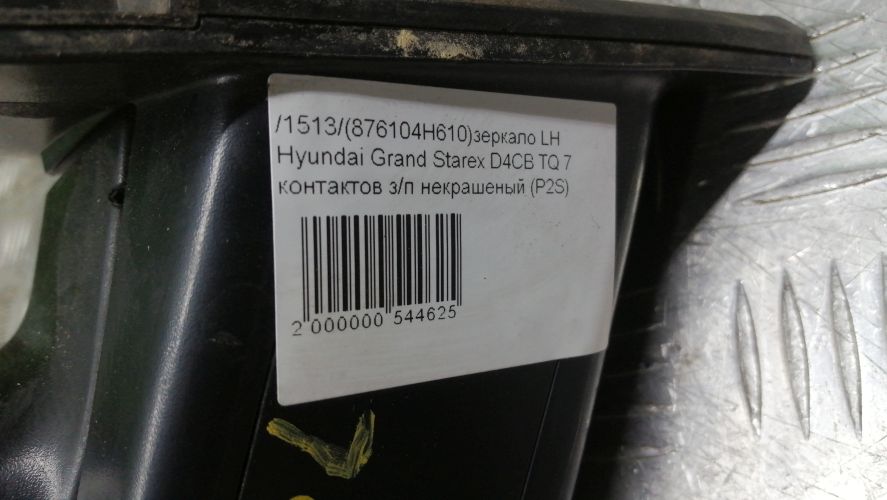 /1513/(876104H610)зеркало LH
Hyundai Grand Starex D4CB TQ 7
контактов з/п некрашеный (P2S)
2 000000 544625